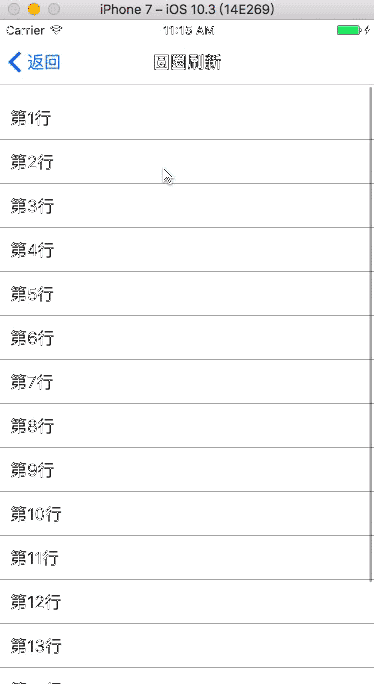 iPhone 7 – iOS 10.3 (14E269)
Carrier 11:15 AM
返回 圆圈刷新
第1行
第2行
第3行
第4行
第5行
第6行
第7行
第8行
第9行
第10行
第11行
第12行
第13行